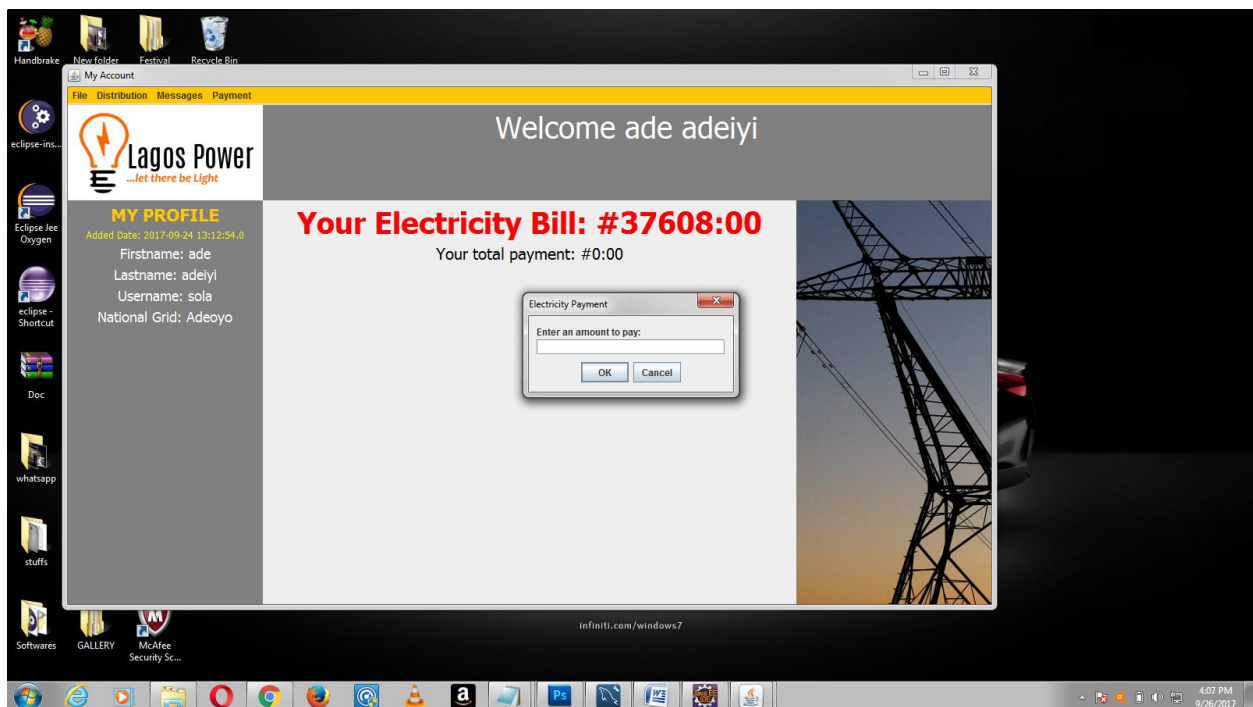 Handbrake
New folder
Festival
Recycle Bin
My Account
File Distribution Messages Payment
eclipse-ins...
Lagos Power
...let there be Light
Welcome ade adeiyi
Eclipse Jee
Oxygen
MY PROFILE
Added Date: 2017-09-24 13:12:54.0
Firstname: ade
Lastname: adeiyi
Username: sola
National Grid: Adeoyo
Your Electricity Bill: #37608:00
Your total payment: #0:00
Electricity Payment
Enter an amount to pay:
OK Cancel
eclipse -
Shortcut
Doc
whatsapp
stuffs
Softwares
GALLERY
McAfee
Security Sc...
infiniti.com/windows7
a
Ps
W
4:07 PM
9/26/2017